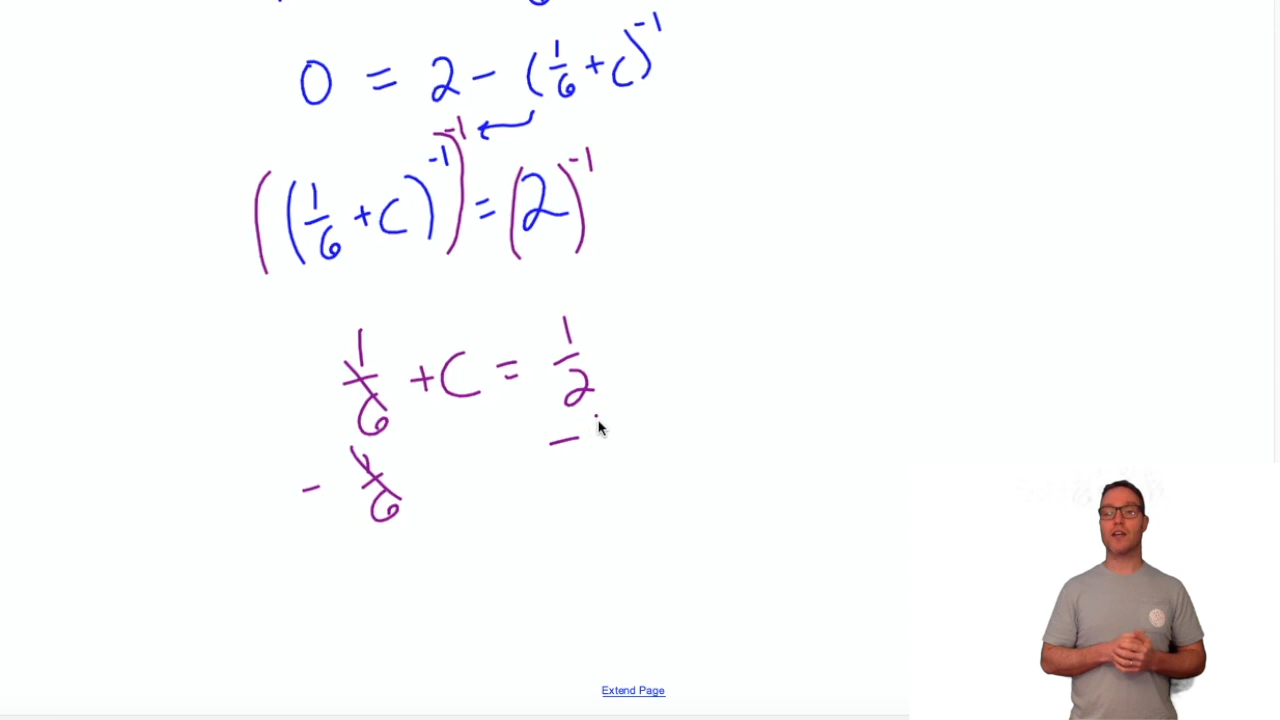 0 = 2 - (1/6 + C)^-1
((1/6 + C)^-1)^-1 = (2)^-1
1/6 + C = 1/2
- 1/6 -
Extend Page